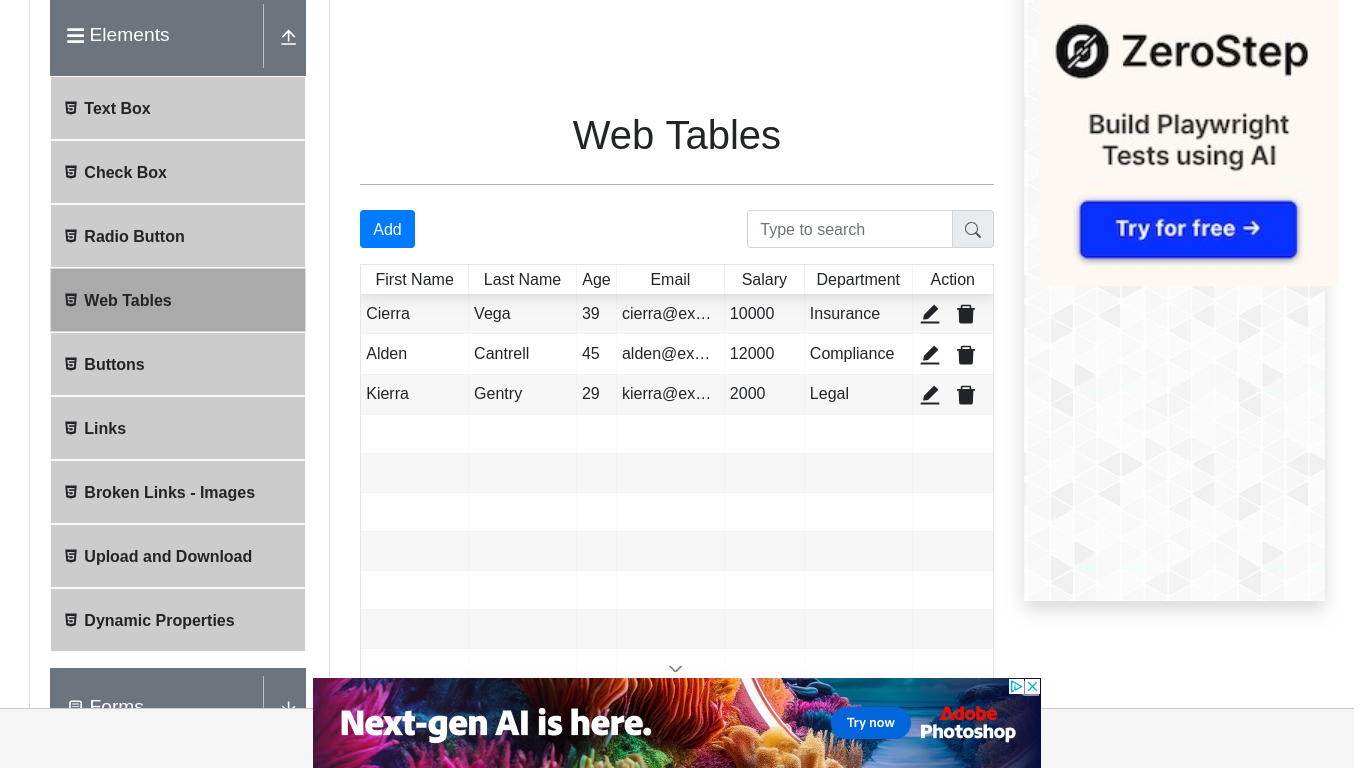 Elements
Text Box
Check Box
Radio Button
Web Tables
Buttons
Links
Broken Links - Images
Upload and Download
Dynamic Properties
Forms
Web Tables
Add
Type to search
First Name Last Name Age Email Salary Department Action
Cierra Vega 39 cierra@ex… 10000 Insurance
Alden Cantrell 45 alden@ex… 12000 Compliance
Kierra Gentry 29 kierra@ex… 2000 Legal
ZeroStep
Build Playwright
Tests using AI
Try for free →
Next-gen AI is here.
Try now
Adobe
Photoshop